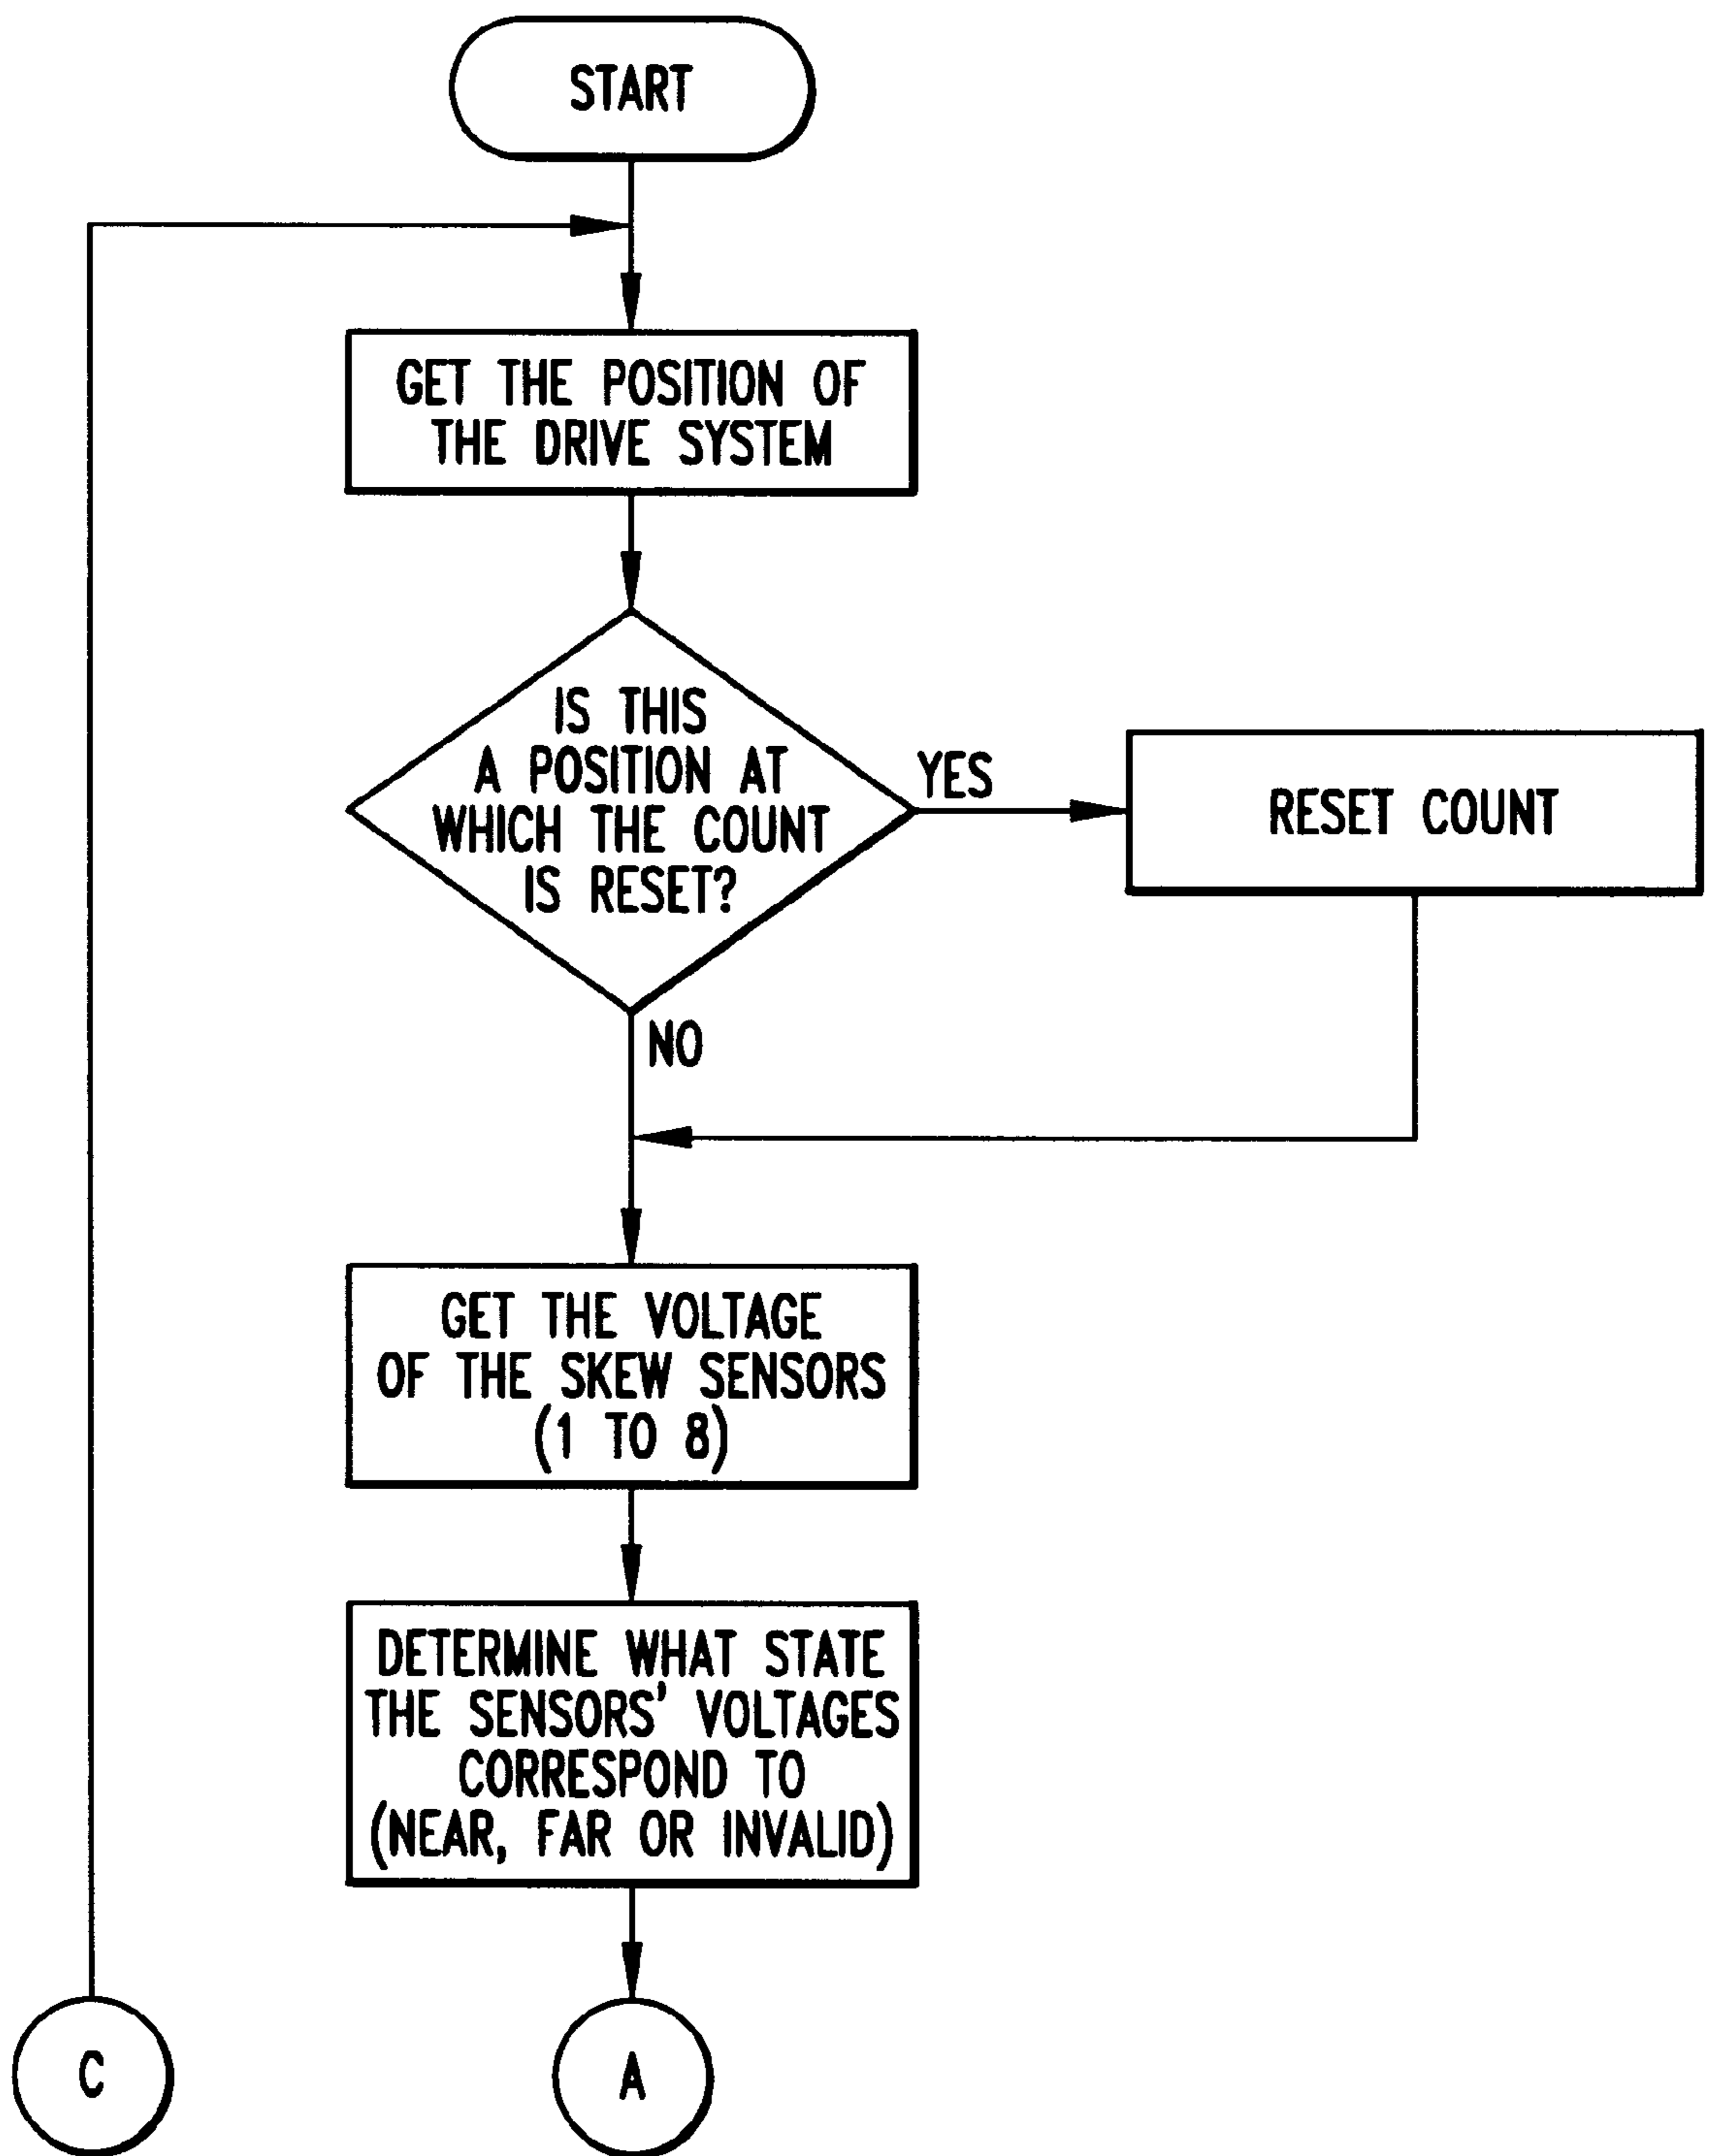 START
GET THE POSITION OF
THE DRIVE SYSTEM
IS THIS
A POSITION AT
WHICH THE COUNT
IS RESET?
YES
RESET COUNT
NO
GET THE VOLTAGE
OF THE SKEW SENSORS
(1 TO 8)
DETERMINE WHAT STATE
THE SENSORS' VOLTAGES
CORRESPOND TO
(NEAR, FAR OR INVALID)
C
A